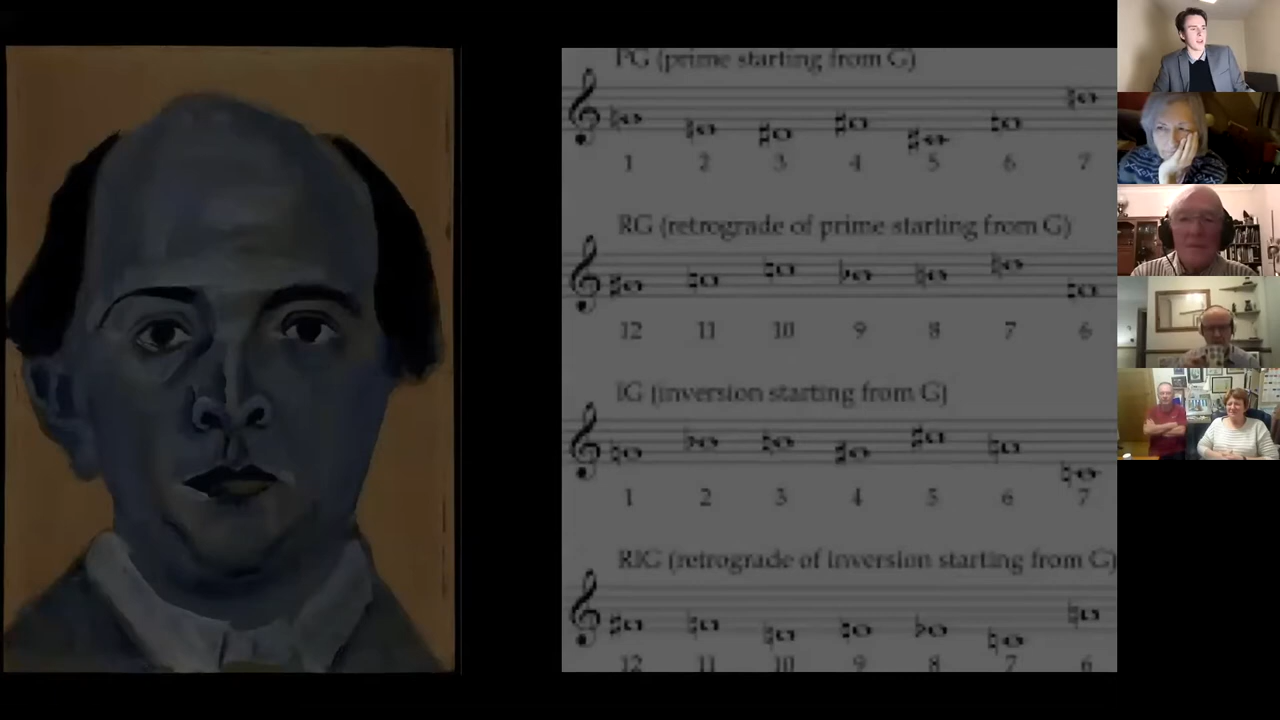 PG (prime starting from G)
1 2 3 4 5 6 7
RG (retrograde of prime starting from G)
12 11 10 9 8 7 6
IG (inversion starting from G)
1 2 3 4 5 6 7
RIG (retrograde of inversion starting from G)
12 11 10 9 8 7 6